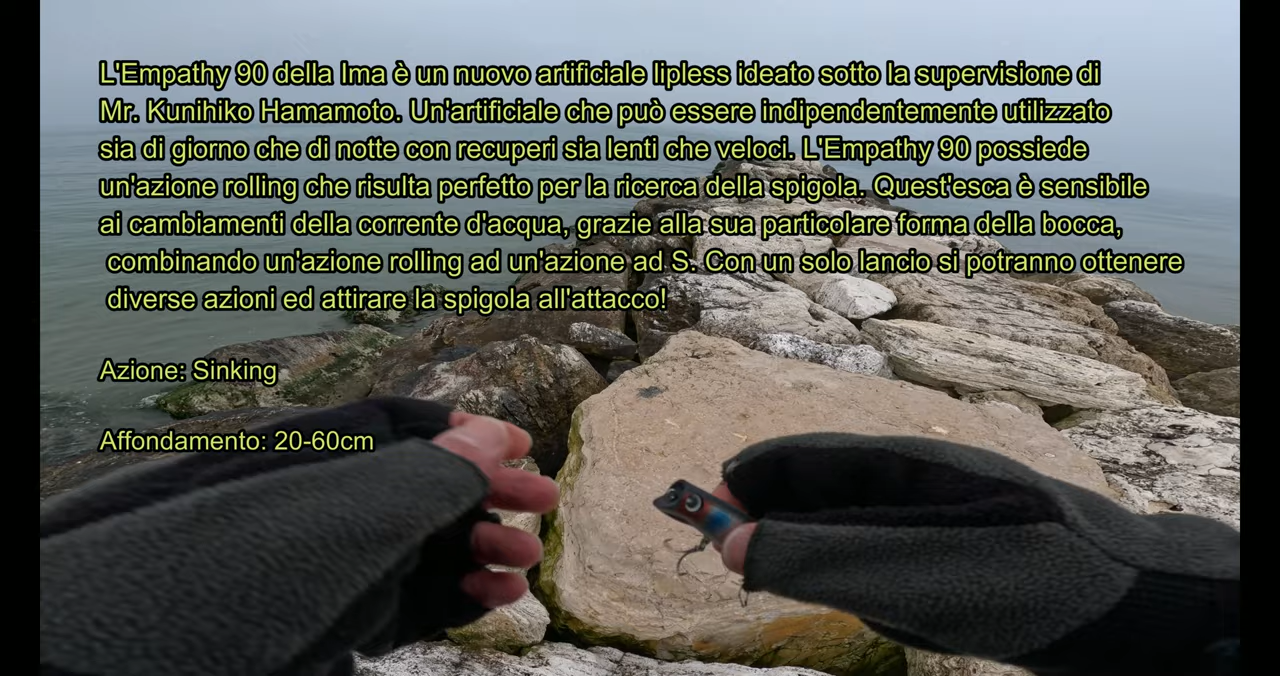 L'Empathy 90 della Ima è un nuovo artificiale lipless ideato sotto la supervisione di
Mr. Kunihiko Hamamoto. Un'artificiale che può essere indipendentemente utilizzato
sia di giorno che di notte con recuperi sia lenti che veloci. L'Empathy 90 possiede
un'azione rolling che risulta perfetto per la ricerca della spigola. Quest'esca è sensibile
ai cambiamenti della corrente d'acqua, grazie alla sua particolare forma della bocca,
combinando un'azione rolling ad un'azione ad S. Con un solo lancio si potranno ottenere
diverse azioni ed attirare la spigola all'attacco!
Azione: Sinking
Affondamento: 20-60cm